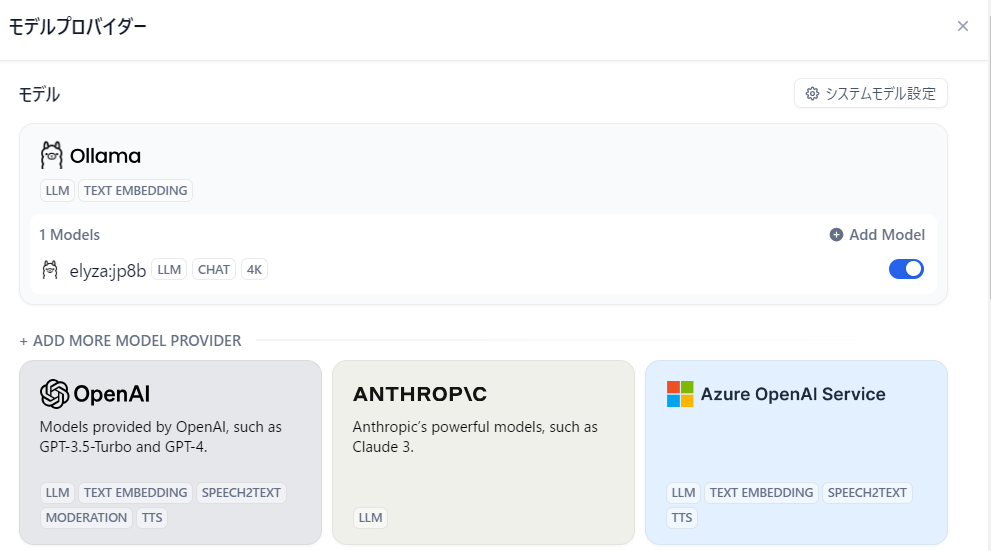 モデルプロバイダー
モデル
システムモデル設定
Ollama
LLM TEXT EMBEDDING
1 Models
Add Model
elyza:jp8b LLM CHAT 4K
+ ADD MORE MODEL PROVIDER
OpenAI
Models provided by OpenAI, such as
GPT-3.5-Turbo and GPT-4.
LLM TEXT EMBEDDING SPEECH2TEXT
MODERATION TTS
ANTHROP\C
Anthropic’s powerful models, such as
Claude 3.
LLM
Azure OpenAI Service
LLM TEXT EMBEDDING SPEECH2TEXT
TTS